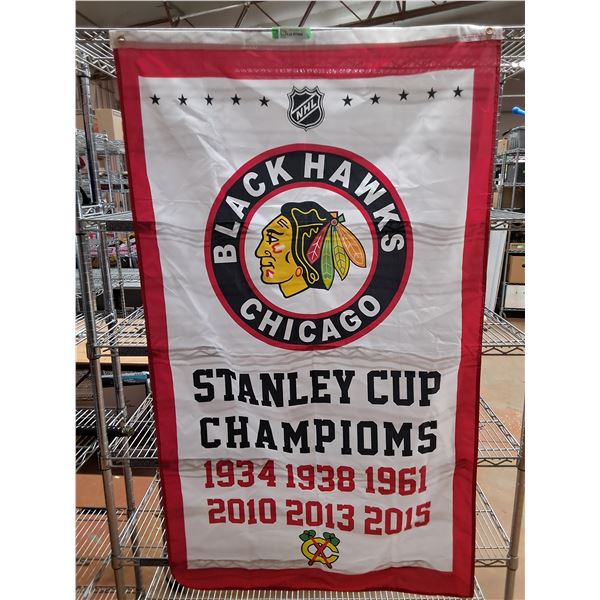 NHL
BLACK HAWKS
CHICAGO
STANLEY CUP
CHAMPIOMS
1934 1938 1961
2010 2013 2015
C